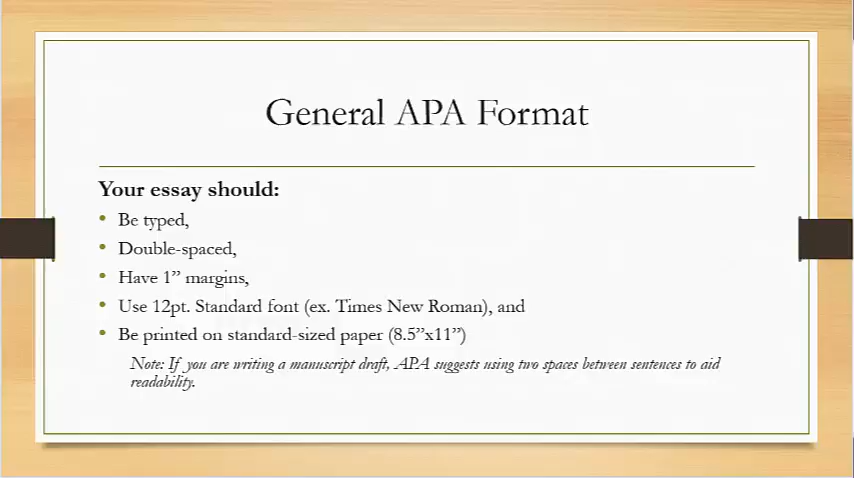 General APA Format
Your essay should:
• Be typed,
• Double-spaced,
• Have 1” margins,
• Use 12pt. Standard font (ex. Times New Roman), and
• Be printed on standard-sized paper (8.5”x11”)
Note: If you are writing a manuscript draft, APA suggests using two spaces between sentences to aid
readability.